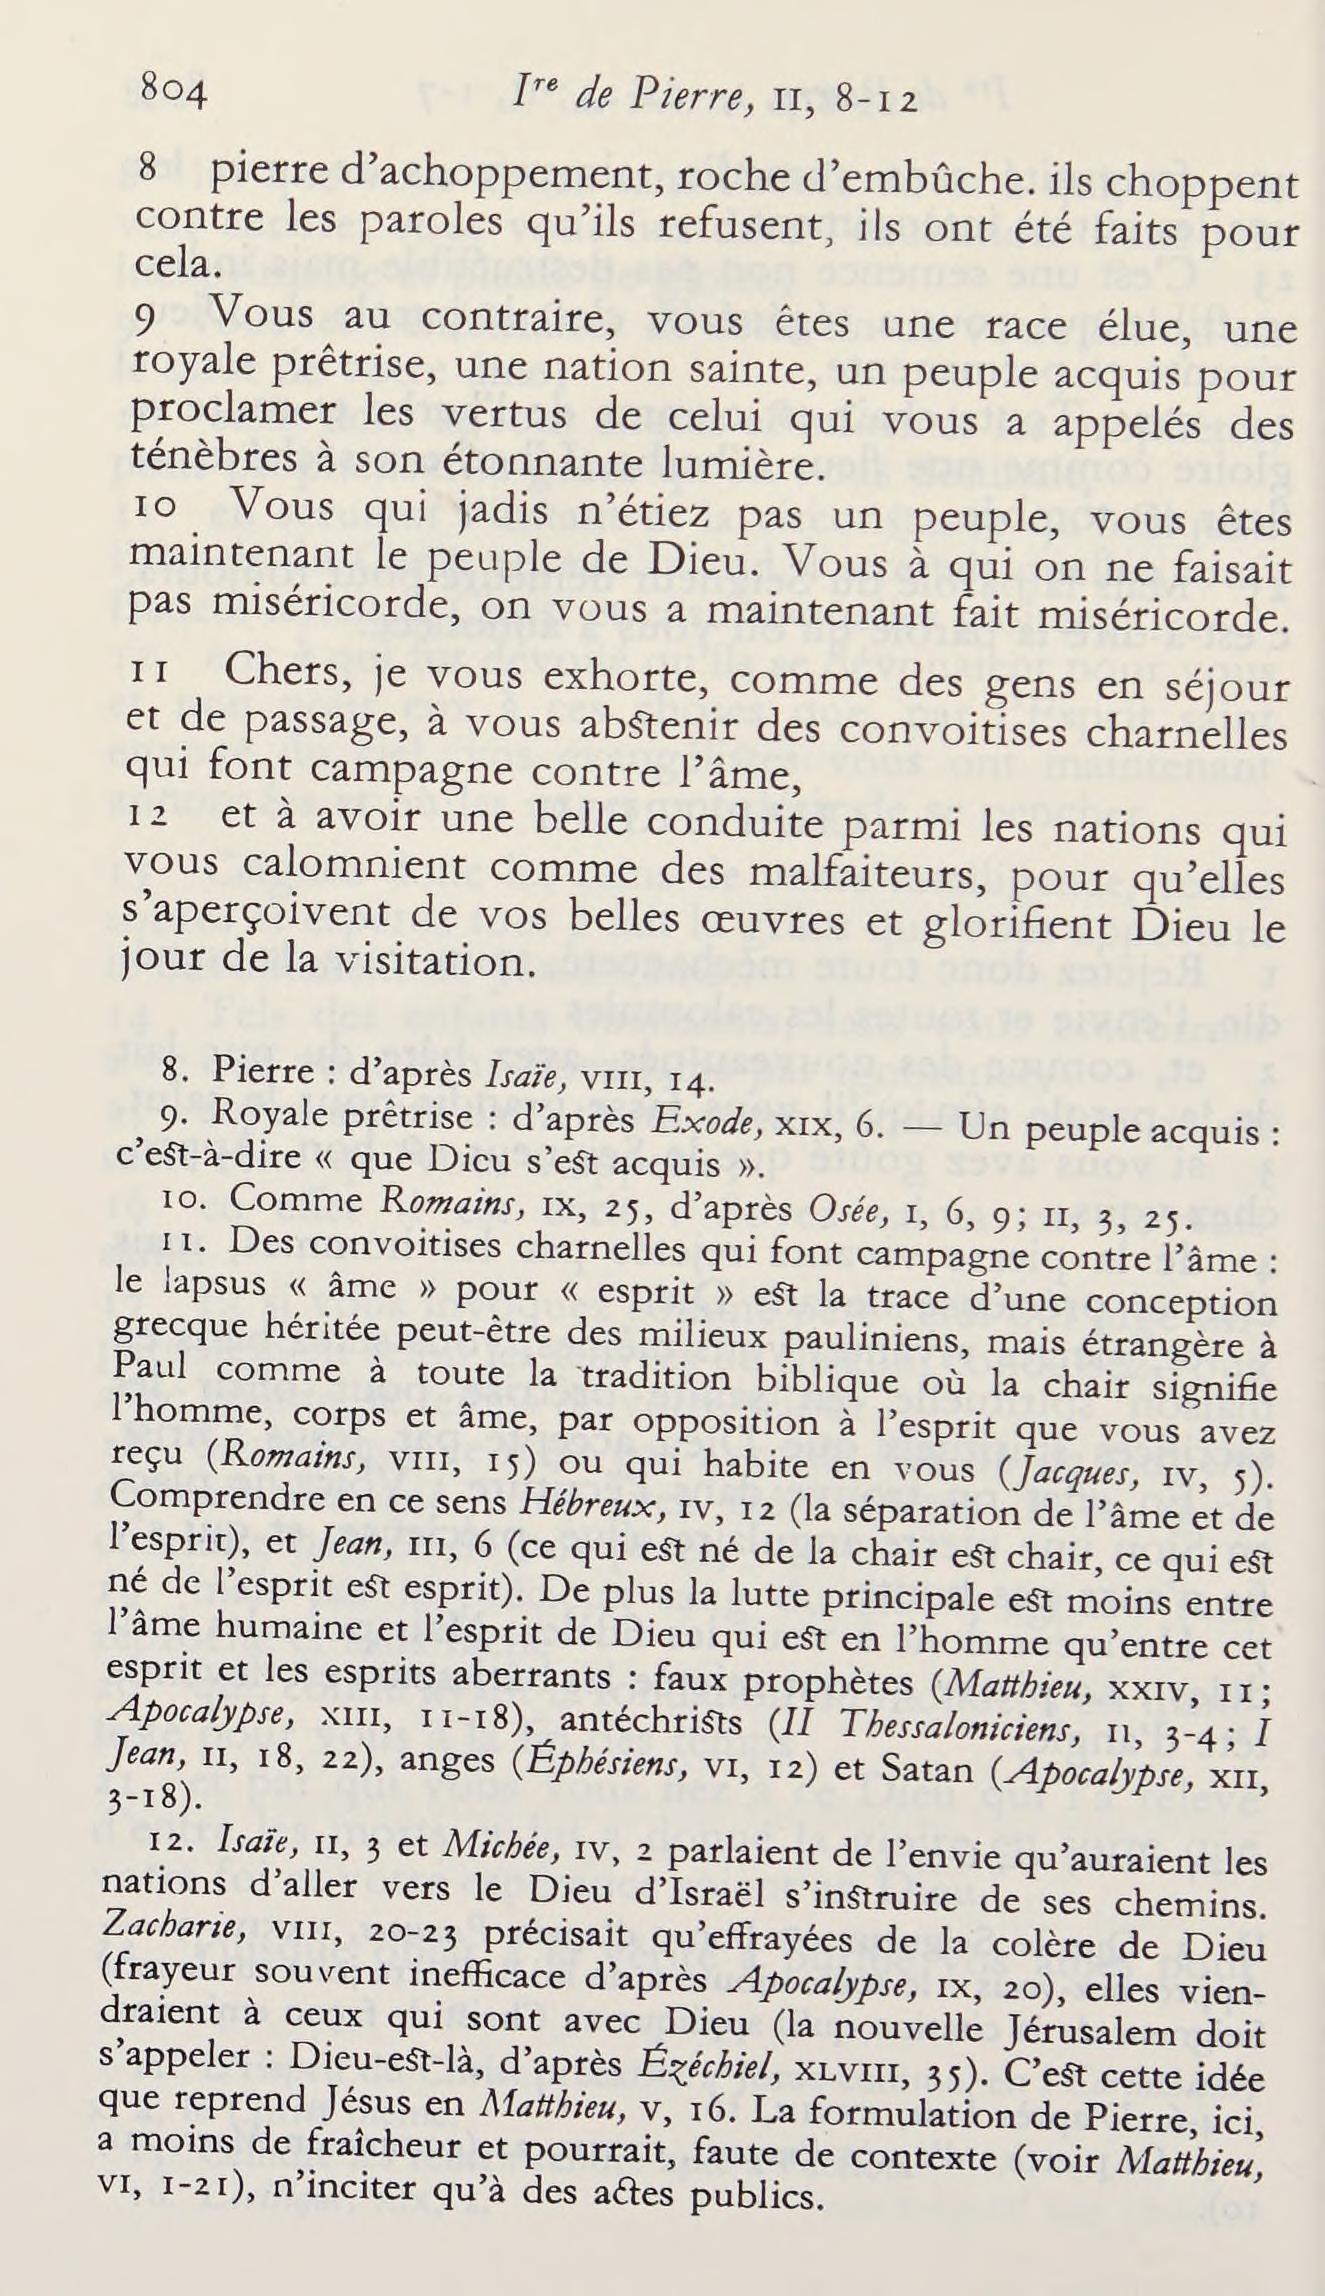 804
Iʳᵉ de Pierre, II, 8-12
8 pierre d’achoppement, roche d’embûche. ils choppent
contre les paroles qu’ils refusent, ils ont été faits pour
cela.
9 Vous au contraire, vous êtes une race élue, une
royale prêtrise, une nation sainte, un peuple acquis pour
proclamer les vertus de celui qui vous a appelés des
ténèbres à son étonnante lumière.
10 Vous qui jadis n’étiez pas un peuple, vous êtes
maintenant le peuple de Dieu. Vous à qui on ne faisait
pas miséricorde, on vous a maintenant fait miséricorde.
11 Chers, je vous exhorte, comme des gens en séjour
et de passage, à vous abstenir des convoitises charnelles
qui font campagne contre l’âme,
12 et à avoir une belle conduite parmi les nations qui
vous calomnient comme des malfaiteurs, pour qu’elles
s’aperçoivent de vos belles œuvres et glorifient Dieu le
jour de la visitation.
8. Pierre : d’après Isaïe, VIII, 14.
9. Royale prêtrise : d’après Exode, XIX, 6. — Un peuple acquis :
c’est-à-dire « que Dieu s’est acquis ».
10. Comme Romains, IX, 25, d’après Osée, I, 6, 9; II, 3, 25.
11. Des convoitises charnelles qui font campagne contre l’âme :
le lapsus « âme » pour « esprit » est la trace d’une conception
grecque héritée peut-être des milieux pauliniens, mais étrangère à
Paul comme à toute la tradition biblique où la chair signifie
l’homme, corps et âme, par opposition à l’esprit que vous avez
reçu (Romains, VIII, 15) ou qui habite en vous (Jacques, IV, 5).
Comprendre en ce sens Hébreux, IV, 12 (la séparation de l’âme et de
l’esprit), et Jean, III, 6 (ce qui est né de la chair est chair, ce qui est
né de l’esprit est esprit). De plus la lutte principale est moins entre
l’âme humaine et l’esprit de Dieu qui est en l’homme qu’entre cet
esprit et les esprits aberrants : faux prophètes (Matthieu, XXIV, 11;
Apocalypse, XIII, 11-18), antéchrists (II Thessaloniciens, II, 3-4; I
Jean, II, 18, 22), anges (Éphésiens, VI, 12) et Satan (Apocalypse, XII,
3-18).
12. Isaïe, II, 3 et Michée, IV, 2 parlaient de l’envie qu’auraient les
nations d’aller vers le Dieu d’Israël s’instruire de ses chemins.
Zacharie, VIII, 20-23 précisait qu’effrayées de la colère de Dieu
(frayeur souvent inefficace d’après Apocalypse, IX, 20), elles vien-
draient à ceux qui sont avec Dieu (la nouvelle Jérusalem doit
s’appeler : Dieu-est-là, d’après Ézéchiel, XLVIII, 35). C’est cette idée
que reprend Jésus en Matthieu, V, 16. La formulation de Pierre, ici,
a moins de fraîcheur et pourrait, faute de contexte (voir Matthieu,
VI, 1-21), n’inciter qu’à des actes publics.